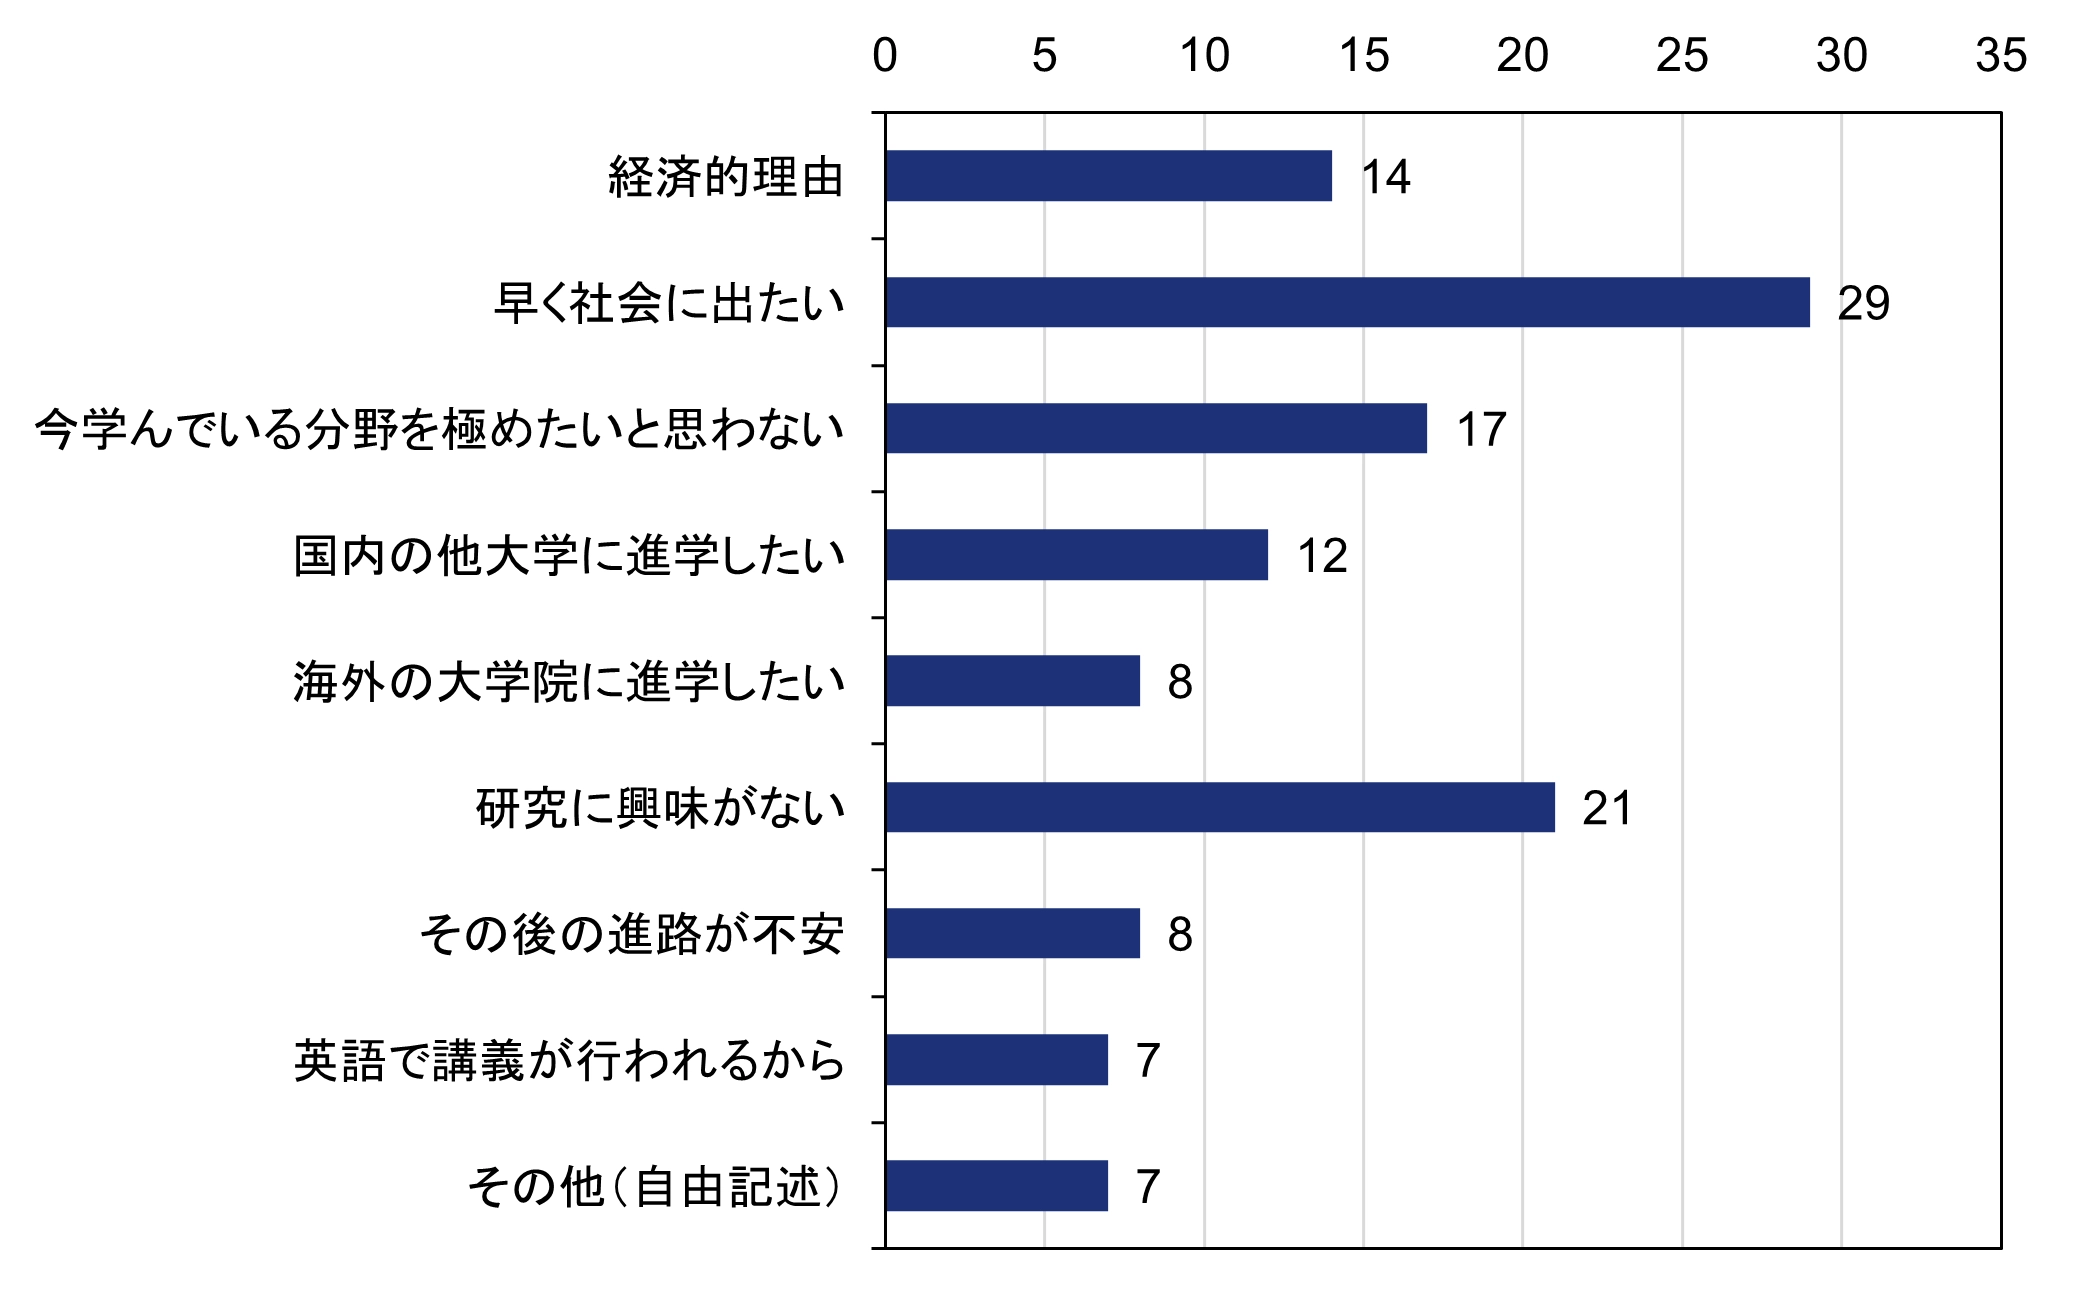 0 5 10 15 20 25 30 35
経済的理由 14
早く社会に出たい 29
今学んでいる分野を極めたいと思わない 17
国内の他大学に進学したい 12
海外の大学院に進学したい 8
研究に興味がない 21
その後の進路が不安 8
英語で講義が行われるから 7
その他（自由記述） 7